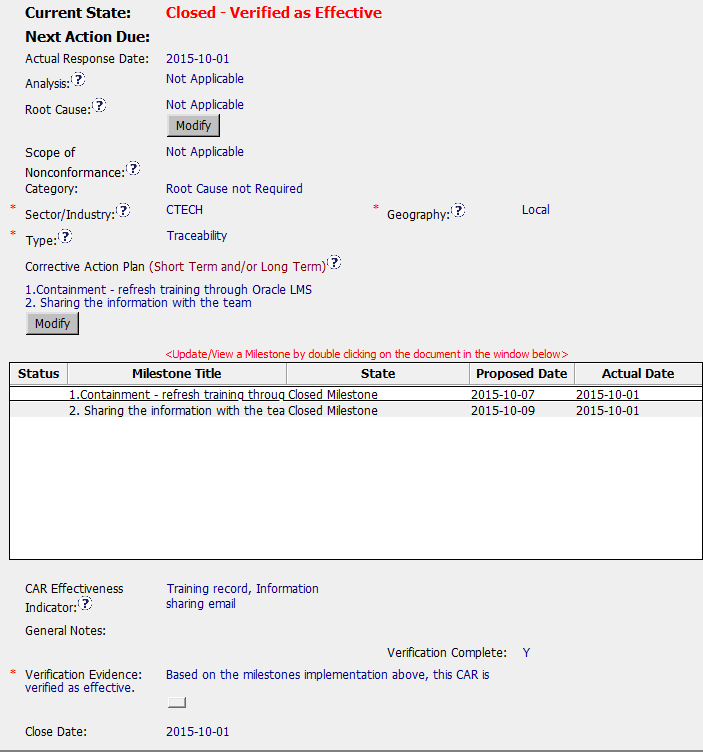 Current State: Closed - Verified as Effective
Next Action Due:
Actual Response Date: 2015-10-01
Analysis:? Not Applicable
Root Cause:? Not Applicable
Modify
Scope of Nonconformance:? Not Applicable
Category: Root Cause not Required
* Sector/Industry:? CTECH * Geography:? Local
* Type:? Traceability
Corrective Action Plan (Short Term and/or Long Term)?
1.Containment - refresh training through Oracle LMS
2. Sharing the information with the team
Modify
<Update/View a Milestone by double clicking on the document in the window below>
Status Milestone Title State Proposed Date Actual Date
1.Containment - refresh training throug Closed Milestone 2015-10-07 2015-10-01
2. Sharing the information with the tea Closed Milestone 2015-10-09 2015-10-01
CAR Effectiveness Training record, Information
Indicator:? sharing email
General Notes:
Verification Complete: Y
* Verification Evidence: Based on the milestones implementation above, this CAR is
verified as effective.
Close Date: 2015-10-01